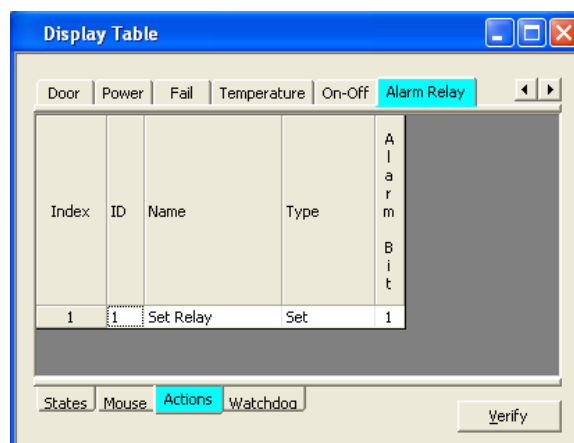 Display Table
Door Power Fail Temperature On-Off Alarm Relay
Index ID Name Type Alarm Bit
1 1 Set Relay Set 1
States Mouse Actions Watchdog
Verify